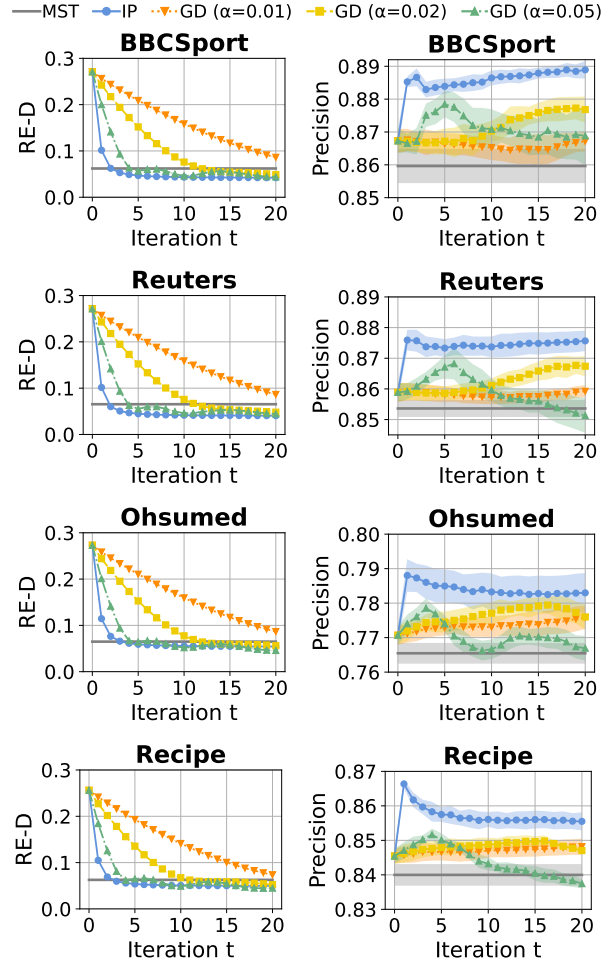 MST IP GD (α=0.01) GD (α=0.02) GD (α=0.05)
BBCSport BBCSport
RE-D
0.3
0.2
0.1
0.0
0 5 10 15 20
Iteration t
Precision
0.89
0.88
0.87
0.86
0.85
0 5 10 15 20
Iteration t
Reuters Reuters
RE-D
0.3
0.2
0.1
0.0
0 5 10 15 20
Iteration t
Precision
0.89
0.88
0.87
0.86
0.85
0 5 10 15 20
Iteration t
Ohsumed Ohsumed
RE-D
0.3
0.2
0.1
0.0
0 5 10 15 20
Iteration t
Precision
0.80
0.79
0.78
0.77
0.76
0 5 10 15 20
Iteration t
Recipe Recipe
RE-D
0.3
0.2
0.1
0.0
0 5 10 15 20
Iteration t
Precision
0.87
0.86
0.85
0.84
0.83
0 5 10 15 20
Iteration t